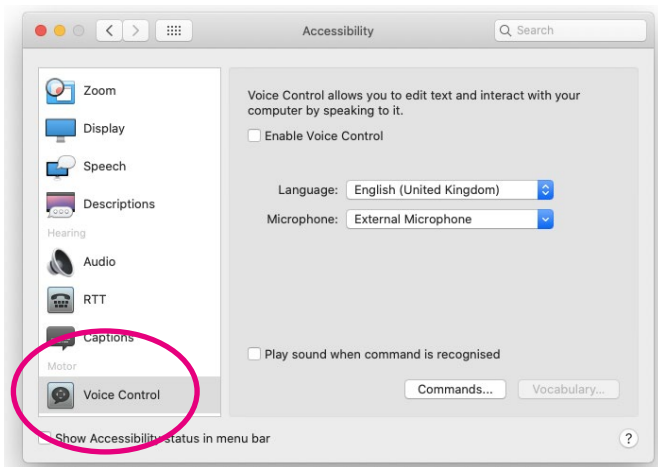 Accessibility
Search
Zoom
Display
Speech
Descriptions
Hearing
Audio
RTT
Captions
Motor
Voice Control
Voice Control allows you to edit text and interact with your
computer by speaking to it.
Enable Voice Control
Language: English (United Kingdom)
Microphone: External Microphone
Play sound when command is recognised
Commands... Vocabulary...
Show Accessibility status in menu bar
?